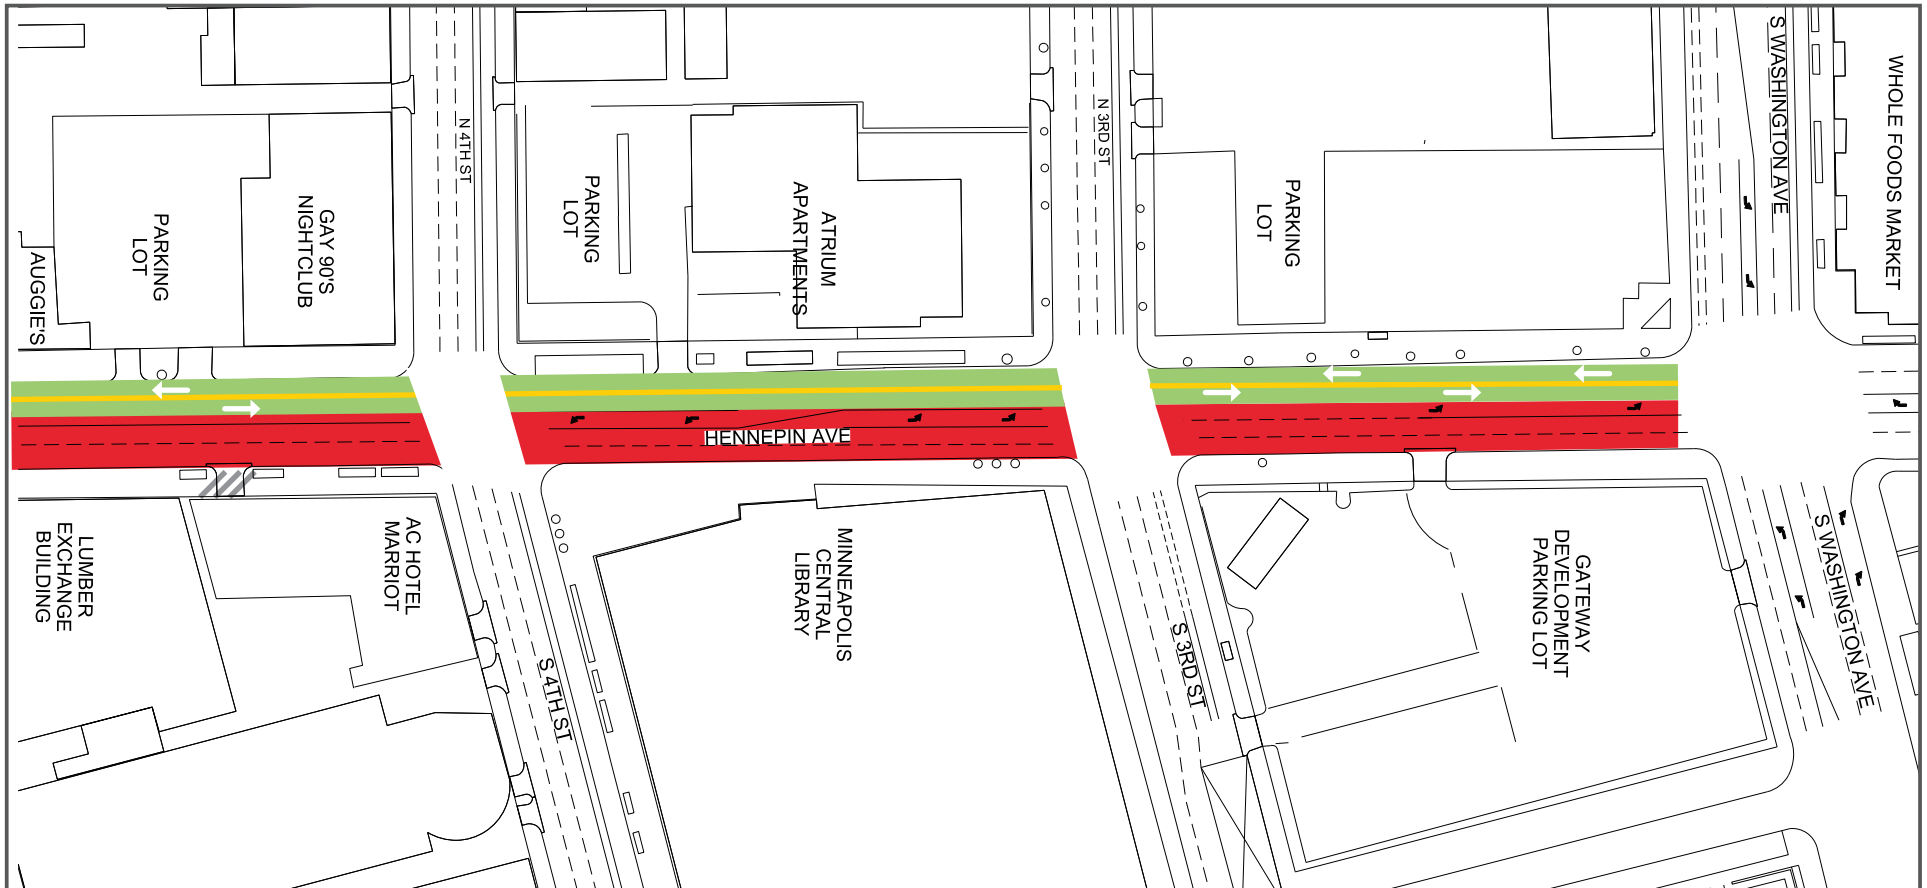 N 4TH ST
N 3RD ST
S WASHINGTON AVE
WHOLE FOODS MARKET
AUGGIE'S
PARKING
LOT
GAY 90'S
NIGHTCLUB
PARKING
LOT
ATRIUM
APARTMENTS
PARKING
LOT
HENNEPIN AVE
LUMBER
EXCHANGE
BUILDING
AC HOTEL
MARRIOT
S 4TH ST
MINNEAPOLIS
CENTRAL
LIBRARY
S 3RD ST
GATEWAY
DEVELOPMENT
PARKING LOT
S WASHINGTON AVE